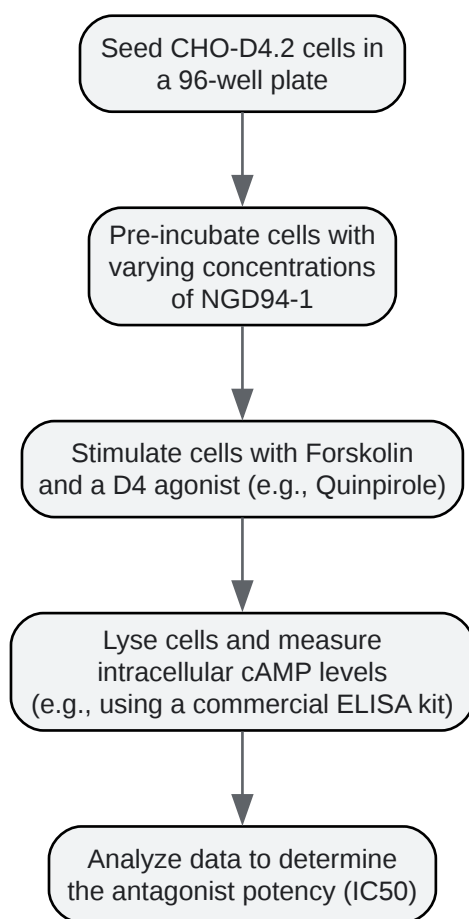 Seed CHO-D4.2 cells in
a 96-well plate
Pre-incubate cells with
varying concentrations
of NGD94-1
Stimulate cells with Forskolin
and a D4 agonist (e.g., Quinpirole)
Lyse cells and measure
intracellular cAMP levels
(e.g., using a commercial ELISA kit)
Analyze data to determine
the antagonist potency (IC50)